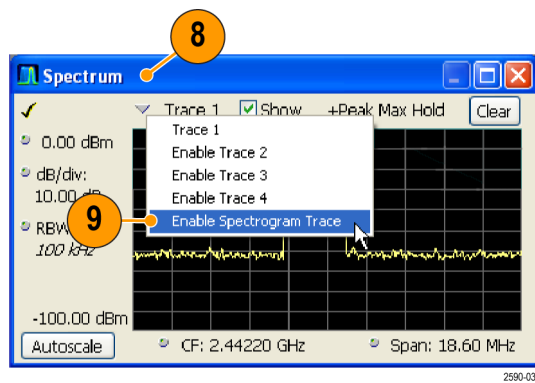 8
Spectrum
Trace 1 Show +Peak Max Hold Clear
Trace 1
Enable Trace 2
Enable Trace 3
Enable Trace 4
Enable Spectrogram Trace
0.00 dBm
dB/div:
10.00 dB
9
RBW
100 kHz
-100.00 dBm
Autoscale CF: 2.44220 GHz Span: 18.60 MHz
2590-03